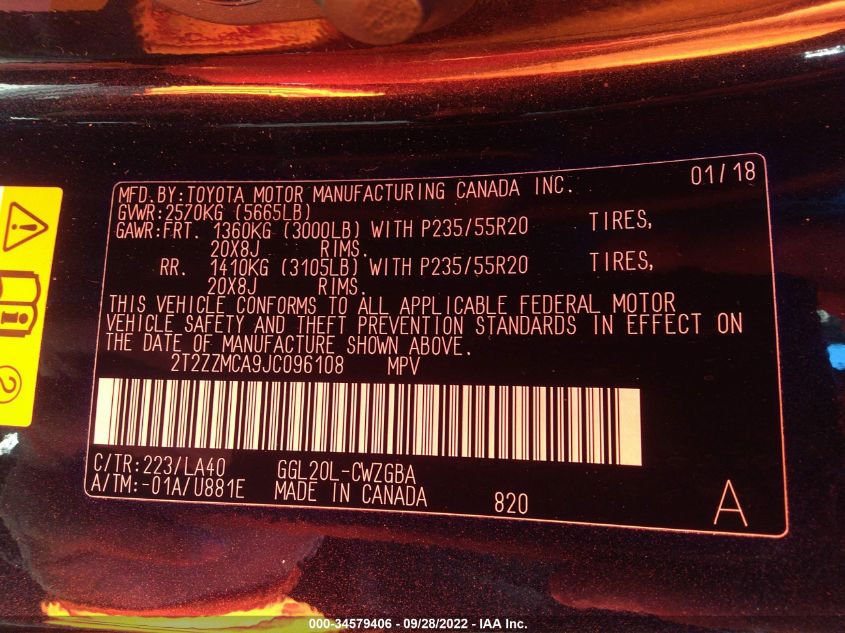 MFD.BY:TOYOTA MOTOR MANUFACTURING CANADA INC. 01/18
GVWR:2570KG (5665LB)
GAWR:FRT. 1360KG (3000LB) WITH P235/55R20 TIRES,
20X8J RIMS.
RR. 1410KG (3105LB) WITH P235/55R20 TIRES,
20X8J RIMS.
THIS VEHICLE CONFORMS TO ALL APPLICABLE FEDERAL MOTOR
VEHICLE SAFETY AND THEFT PREVENTION STANDARDS IN EFFECT ON
THE DATE OF MANUFACTURE SHOWN ABOVE.
2T2ZZMCA9JC096108 MPV
C/TR:223/LA40 GGL20L-CWZGBA
A/TM:-01A/U881E MADE IN CANADA 820 A
2
000-34579406 - 09/28/2022 - IAA Inc.